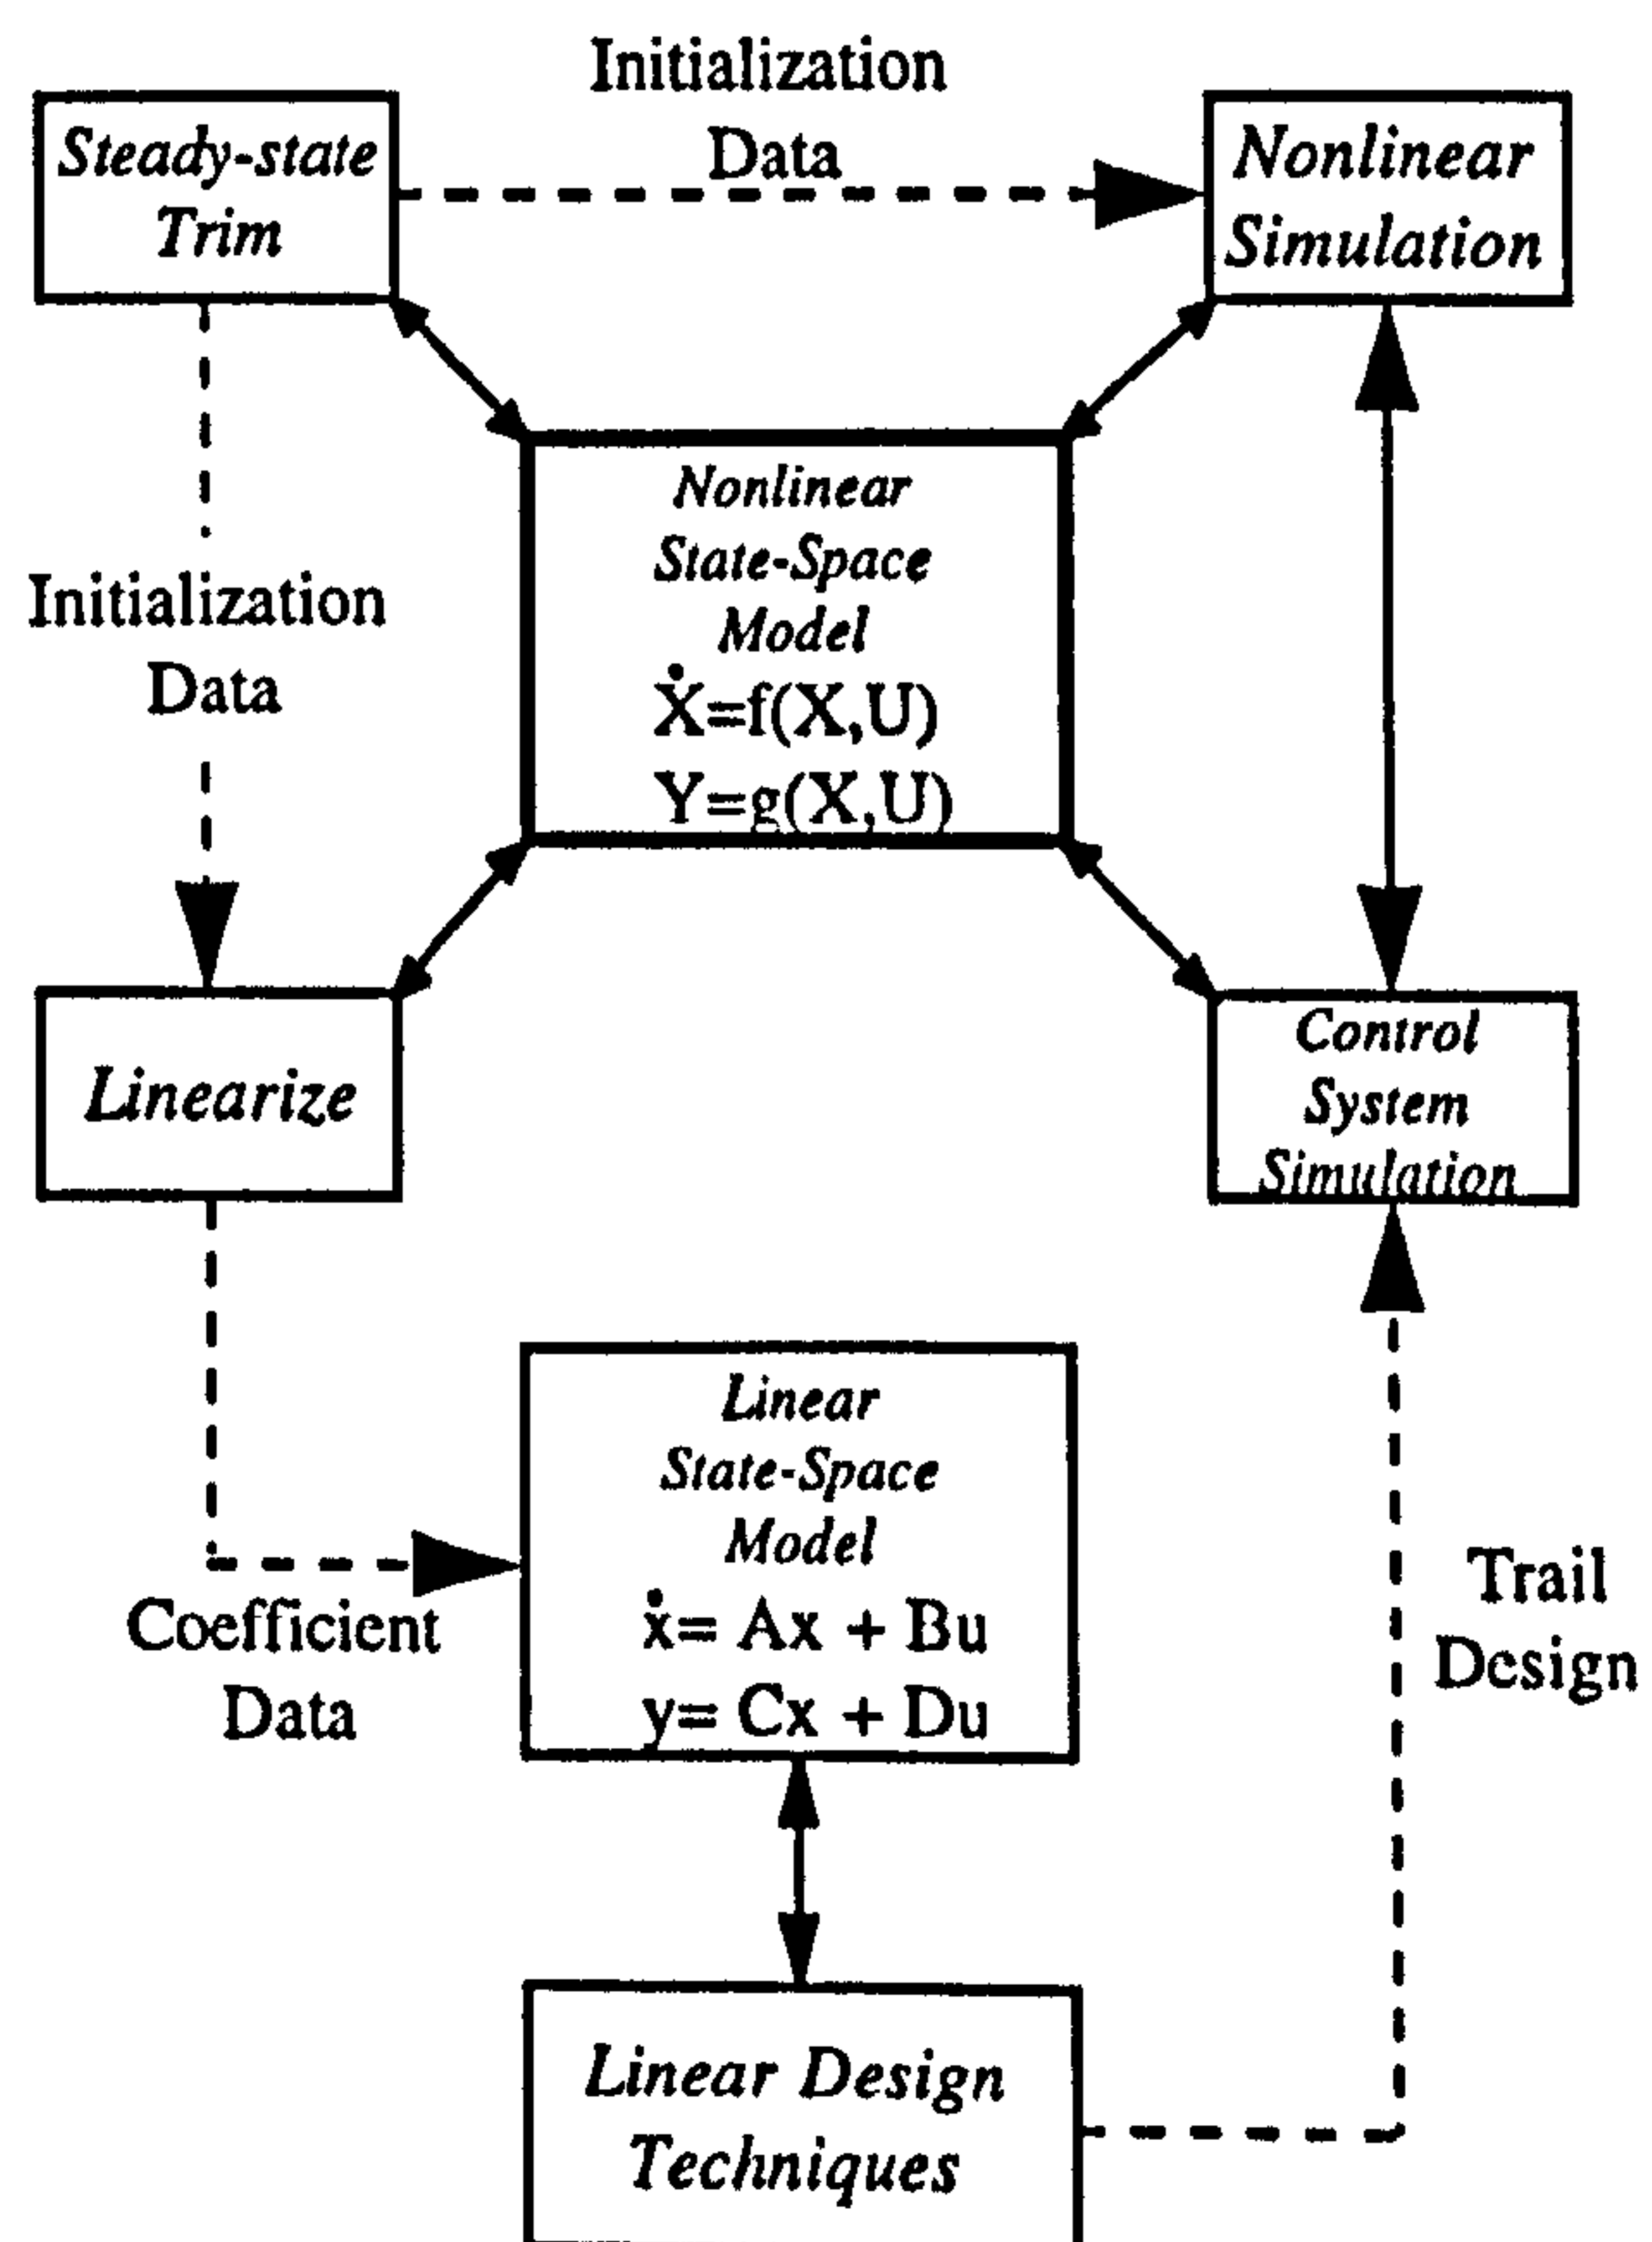 Initialization
Data
Steady-state
Trim
Nonlinear
Simulation
Nonlinear
State-Space
Model
Ẋ=f(X,U)
Y=g(X,U)
Initialization
Data
Linearize
Control
System
Simulation
Linear
State-Space
Model
ẋ= Ax + Bu
y= Cx + Du
Coefficient
Data
Trail
Design
Linear Design
Techniques